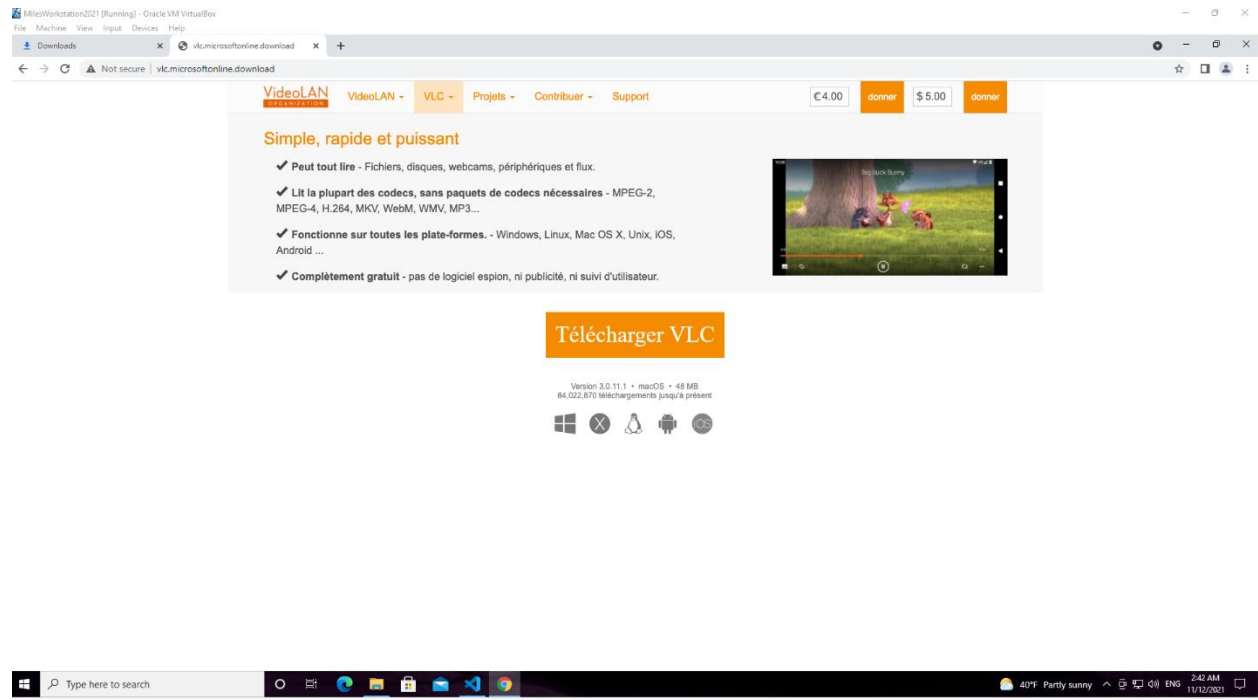 MilesWorkstation2021 [Running] - Oracle VM VirtualBox
File Machine View Input Devices Help
Downloads vlc.microsoftonline.download
Not secure | vlc.microsoftonline.download
VideoLAN
ORGANIZATION
VideoLAN VLC Projets Contribuer Support €4.00 donner $ 5.00 donner
Simple, rapide et puissant
Peut tout lire - Fichiers, disques, webcams, périphériques et flux.
Lit la plupart des codecs, sans paquets de codecs nécessaires - MPEG-2,
MPEG-4, H.264, MKV, WebM, WMV, MP3...
Fonctionne sur toutes les plate-formes. - Windows, Linux, Mac OS X, Unix, iOS,
Android ...
Complètement gratuit - pas de logiciel espion, ni publicité, ni suivi d'utilisateur.
Big Buck Bunny
Télécharger VLC
Version 3.0.11.1 • macOS • 48 MB
84,022,870 téléchargements jusqu'à présent
iOS
Type here to search
40°F Partly sunny ENG 2:42 AM
11/12/2021